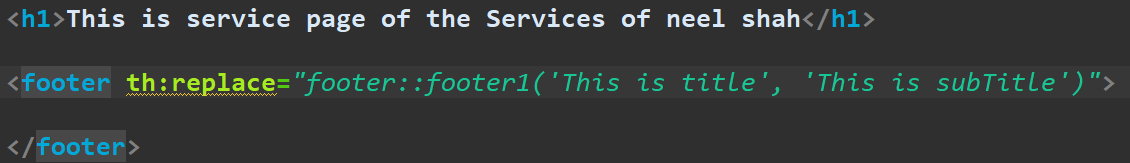 <h1>This is service page of the Services of neel shah</h1>
<footer th:replace="footer::footer1('This is title', 'This is subTitle')">
</footer>